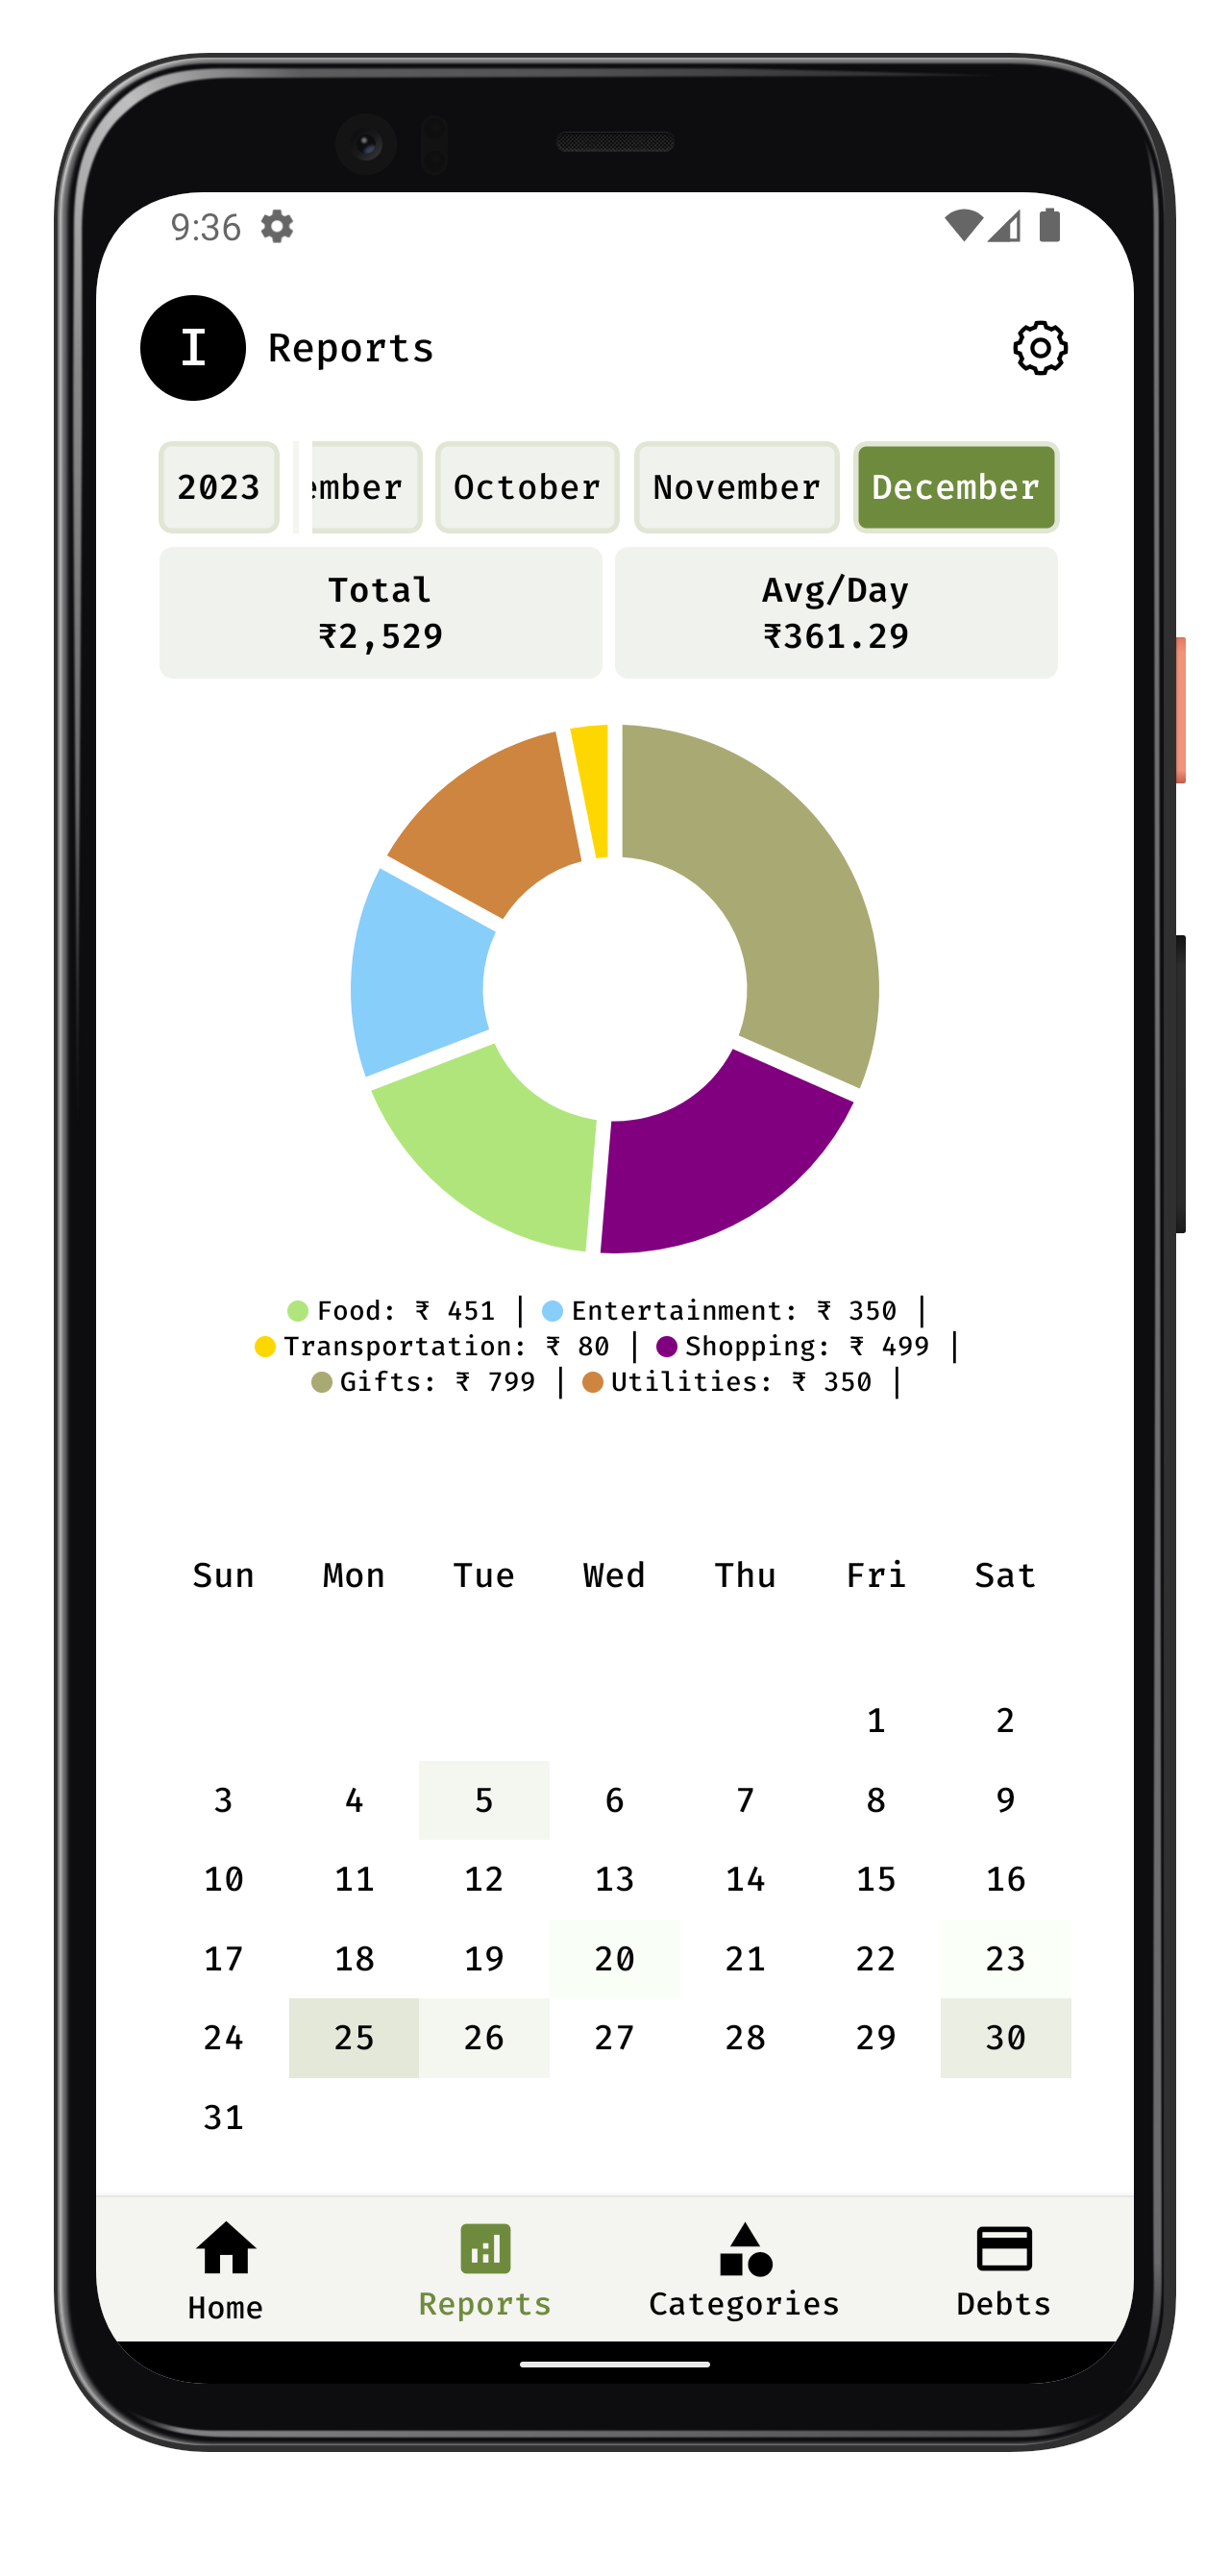 9:36
I Reports
2023 ember October November December
Total Avg/Day
₹2,529 ₹361.29
Food: ₹ 451 | Entertainment: ₹ 350 |
Transportation: ₹ 80 | Shopping: ₹ 499 |
Gifts: ₹ 799 | Utilities: ₹ 350 |
Sun Mon Tue Wed Thu Fri Sat
1 2
3 4 5 6 7 8 9
10 11 12 13 14 15 16
17 18 19 20 21 22 23
24 25 26 27 28 29 30
31
Home Reports Categories Debts